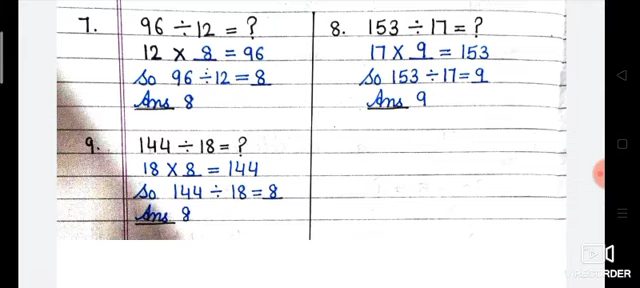 7. 96 ÷ 12 = ?
12 × 8 = 96
So 96 ÷ 12 = 8
Ans 8
8. 153 ÷ 17 = ?
17 × 9 = 153
So 153 ÷ 17 = 9
Ans 9
9. 144 ÷ 18 = ?
18 × 8 = 144
So 144 ÷ 18 = 8
Ans 8